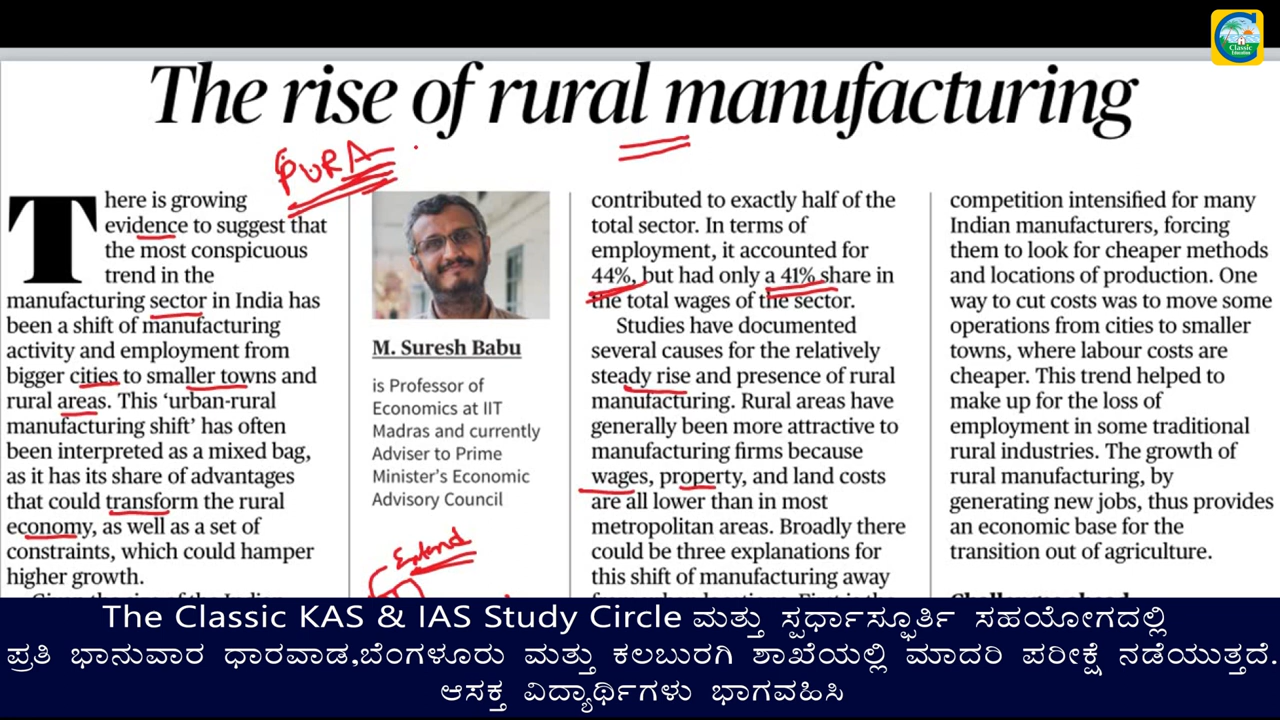 Classic
Education
The rise of rural manufacturing
PURA
There is growing
evidence to suggest that
the most conspicuous
trend in the
manufacturing sector in India has
been a shift of manufacturing
activity and employment from
bigger cities to smaller towns and
rural areas. This ‘urban-rural
manufacturing shift’ has often
been interpreted as a mixed bag,
as it has its share of advantages
that could transform the rural
economy, as well as a set of
constraints, which could hamper
higher growth.
M. Suresh Babu
is Professor of
Economics at IIT
Madras and currently
Adviser to Prime
Minister’s Economic
Advisory Council
contributed to exactly half of the
total sector. In terms of
employment, it accounted for
44%, but had only a 41% share in
the total wages of the sector.
Studies have documented
several causes for the relatively
steady rise and presence of rural
manufacturing. Rural areas have
generally been more attractive to
manufacturing firms because
wages, property, and land costs
are all lower than in most
metropolitan areas. Broadly there
could be three explanations for
this shift of manufacturing away
competition intensified for many
Indian manufacturers, forcing
them to look for cheaper methods
and locations of production. One
way to cut costs was to move some
operations from cities to smaller
towns, where labour costs are
cheaper. This trend helped to
make up for the loss of
employment in some traditional
rural industries. The growth of
rural manufacturing, by
generating new jobs, thus provides
an economic base for the
transition out of agriculture.
The Classic KAS & IAS Study Circle ಮತ್ತು ಸ್ಪರ್ಧಾಸ್ಫೂರ್ತಿ ಸಹಯೋಗದಲ್ಲಿ
ಪ್ರತಿ ಭಾನುವಾರ ಧಾರವಾಡ,ಬೆಂಗಳೂರು ಮತ್ತು ಕಲಬುರಗಿ ಶಾಖೆಯಲ್ಲಿ ಮಾದರಿ ಪರೀಕ್ಷೆ ನಡೆಯುತ್ತದೆ.
ಆಸಕ್ತ ವಿದ್ಯಾರ್ಥಿಗಳು ಭಾಗವಹಿಸಿ